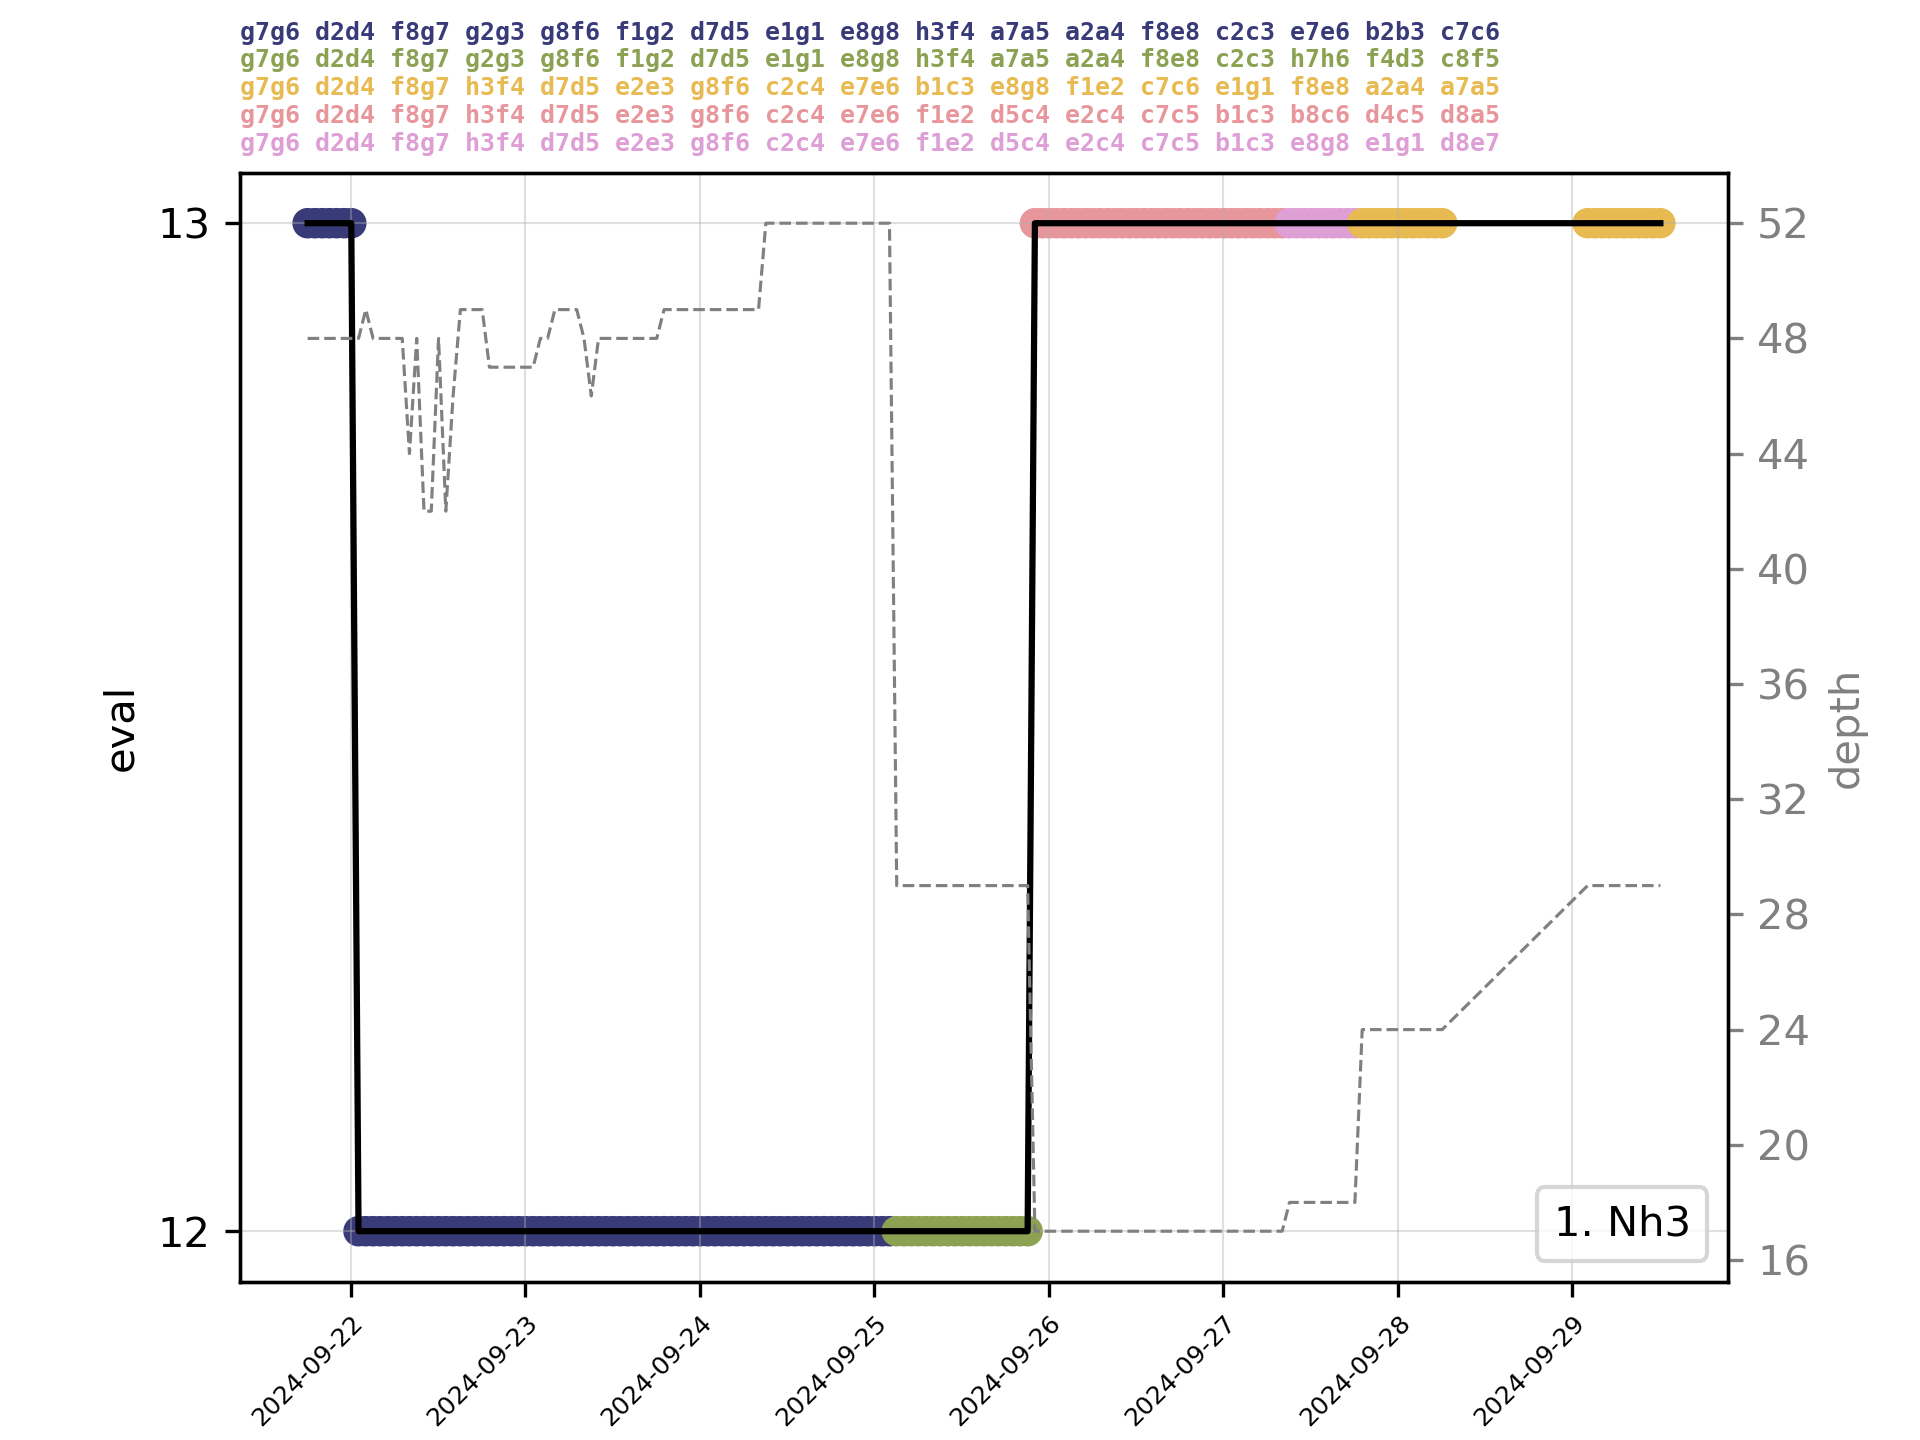 g7g6 d2d4 f8g7 g2g3 g8f6 f1g2 d7d5 e1g1 e8g8 h3f4 a7a5 a2a4 f8e8 c2c3 e7e6 b2b3 c7c6
g7g6 d2d4 f8g7 g2g3 g8f6 f1g2 d7d5 e1g1 e8g8 h3f4 a7a5 a2a4 f8e8 c2c3 h7h6 f4d3 c8f5
g7g6 d2d4 f8g7 h3f4 d7d5 e2e3 g8f6 c2c4 e7e6 b1c3 e8g8 f1e2 c7c6 e1g1 f8e8 a2a4 a7a5
g7g6 d2d4 f8g7 h3f4 d7d5 e2e3 g8f6 c2c4 e7e6 f1e2 d5c4 e2c4 c7c5 b1c3 b8c6 d4c5 d8a5
g7g6 d2d4 f8g7 h3f4 d7d5 e2e3 g8f6 c2c4 e7e6 f1e2 d5c4 e2c4 c7c5 b1c3 e8g8 e1g1 d8e7
13
12
eval
52
48
44
40
36
32
28
24
20
16
depth
1. Nh3
2024-09-22
2024-09-23
2024-09-24
2024-09-25
2024-09-26
2024-09-27
2024-09-28
2024-09-29